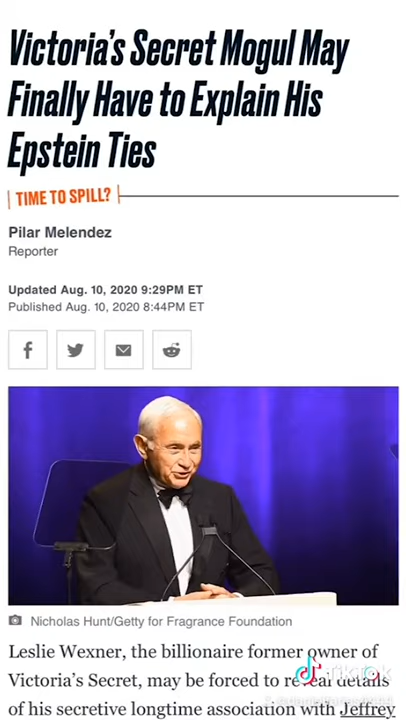 Victoria's Secret Mogul May
Finally Have to Explain His
Epstein Ties
TIME TO SPILL?
Pilar Melendez
Reporter
Updated Aug. 10, 2020 9:29PM ET
Published Aug. 10, 2020 8:44PM ET
Nicholas Hunt/Getty for Fragrance Foundation
Leslie Wexner, the billionaire former owner of
Victoria's Secret, may be forced to reveal details
of his secretive longtime association with Jeffrey
TikTok